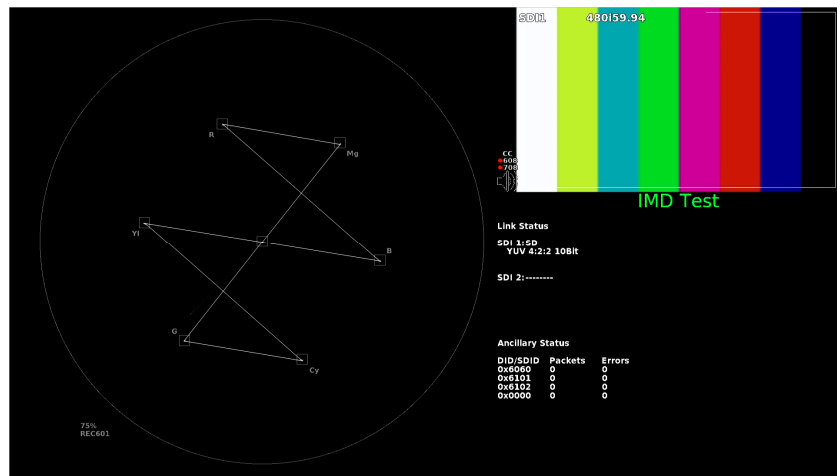 SDI1 480i59.94
R
Mg
CC
608
708
IMD Test
Yl
B
Link Status
SDI 1:SD
YUV 4:2:2 10Bit
SDI 2:--------
G
Cy
Ancillary Status
DID/SDID Packets Errors
0x6060 0 0
0x6101 0 0
0x6102 0 0
0x0000 0 0
75%
REC601